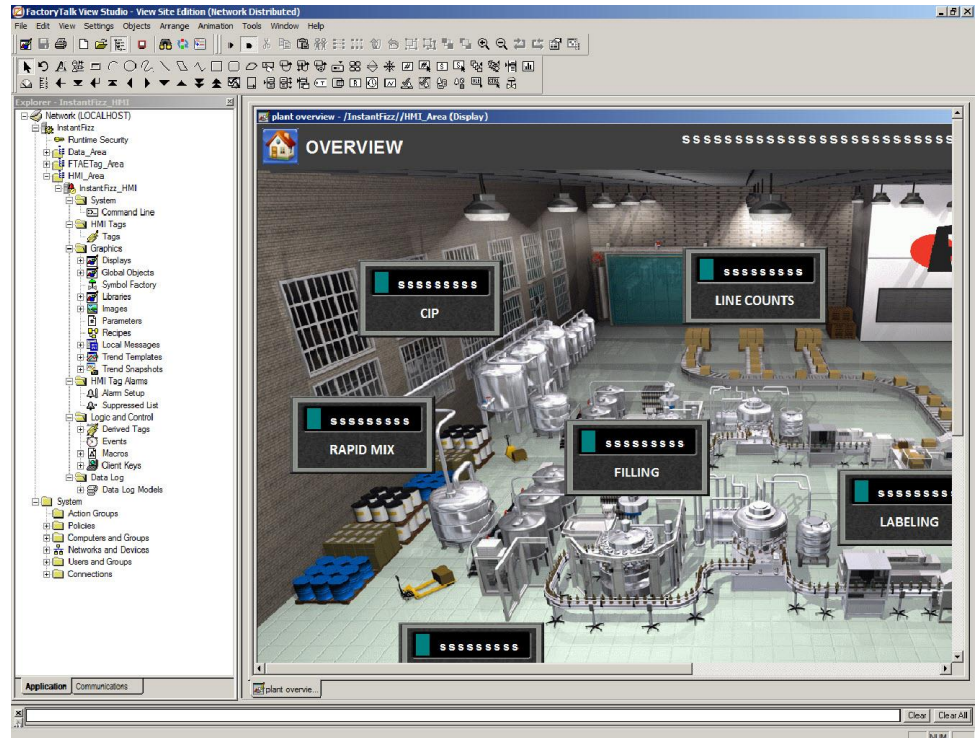 FactoryTalk View Studio - View Site Edition (Network Distributed)
File Edit View Settings Objects Arrange Animation Tools Window Help
Explorer - InstantFizz_HMI
Network (LOCALHOST)
InstantFizz
Runtime Security
Data_Area
FTAETag_Area
HMI_Area
InstantFizz_HMI
System
Command Line
HMI Tags
Tags
Graphics
Displays
Global Objects
Symbol Factory
Libraries
Images
Parameters
Recipes
Local Messages
Trend Templates
Trend Snapshots
HMI Tag Alarms
Alarm Setup
Suppressed List
Logic and Control
Derived Tags
Events
Macros
Client Keys
Data Log
Data Log Models
System
Action Groups
Policies
Computers and Groups
Networks and Devices
Users and Groups
Connections
Application Communications
plant overview - /InstantFizz//HMI_Area (Display)
OVERVIEW
sssssssssssssssssssssssssss
sssssssss
CIP
sssssssss
LINE COUNTS
sssssssss
RAPID MIX
sssssssss
FILLING
ssssssss
LABELING
sssssssss
plant overvie...
Clear Clear All
NUM